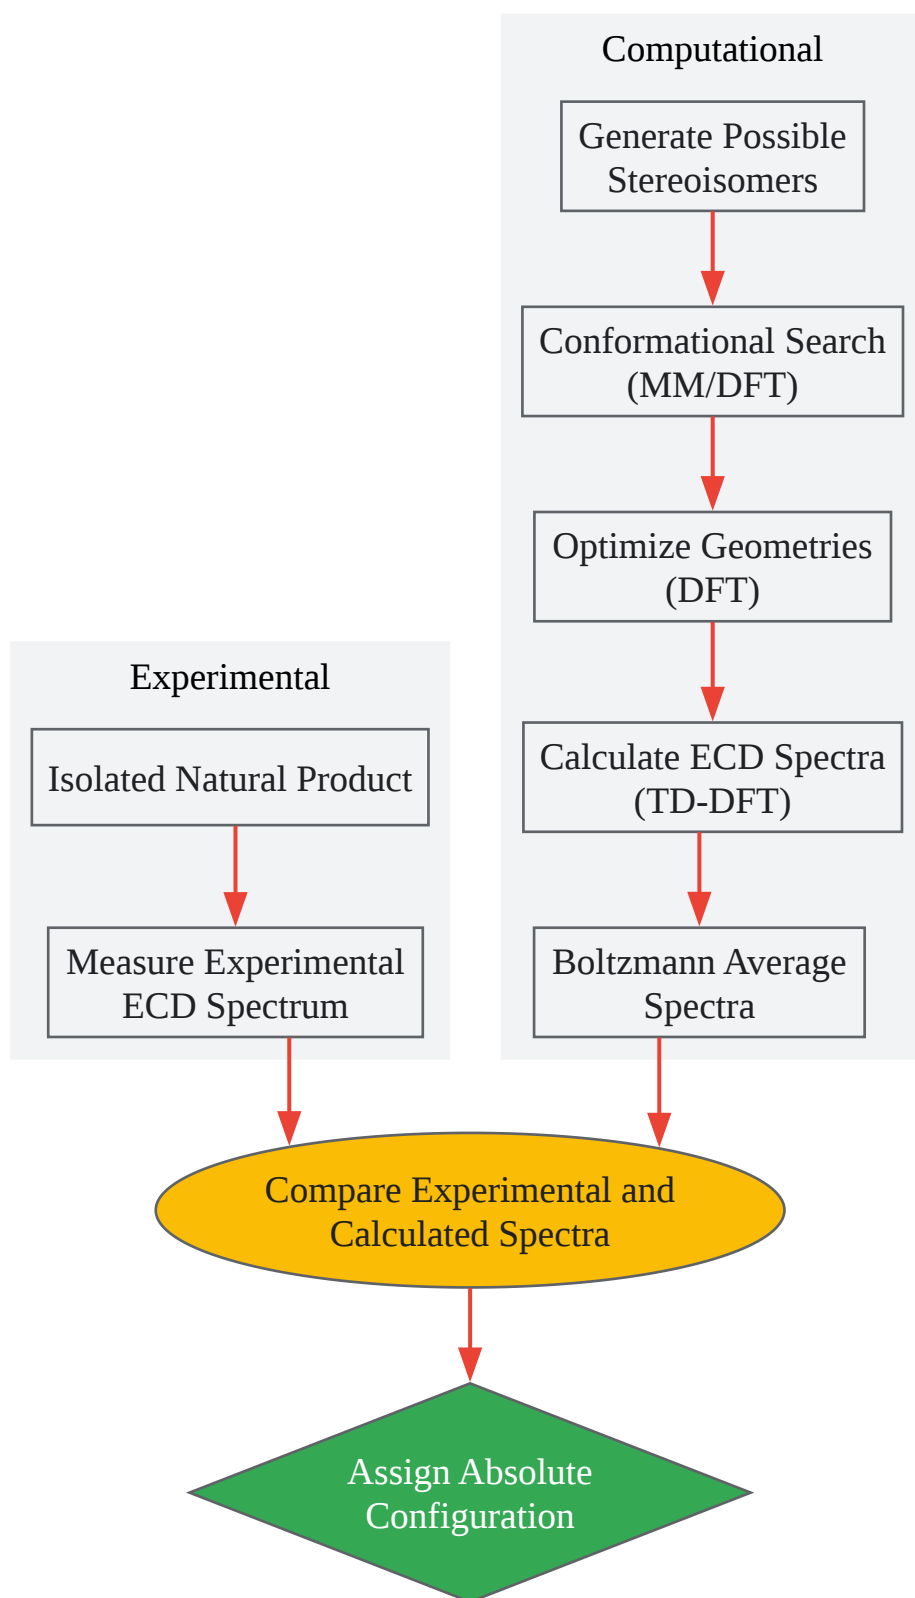 Computational
Generate Possible
Stereoisomers
Conformational Search
(MM/DFT)
Optimize Geometries
(DFT)
Calculate ECD Spectra
(TD-DFT)
Boltzmann Average
Spectra
Experimental
Isolated Natural Product
Measure Experimental
ECD Spectrum
Compare Experimental and
Calculated Spectra
Assign Absolute
Configuration